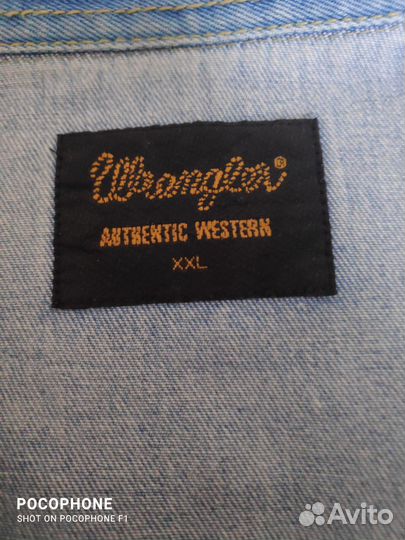 Wrangler®
AUTHENTIC WESTERN
XXL
POCOPHONE
SHOT ON POCOPHONE F1
Avito